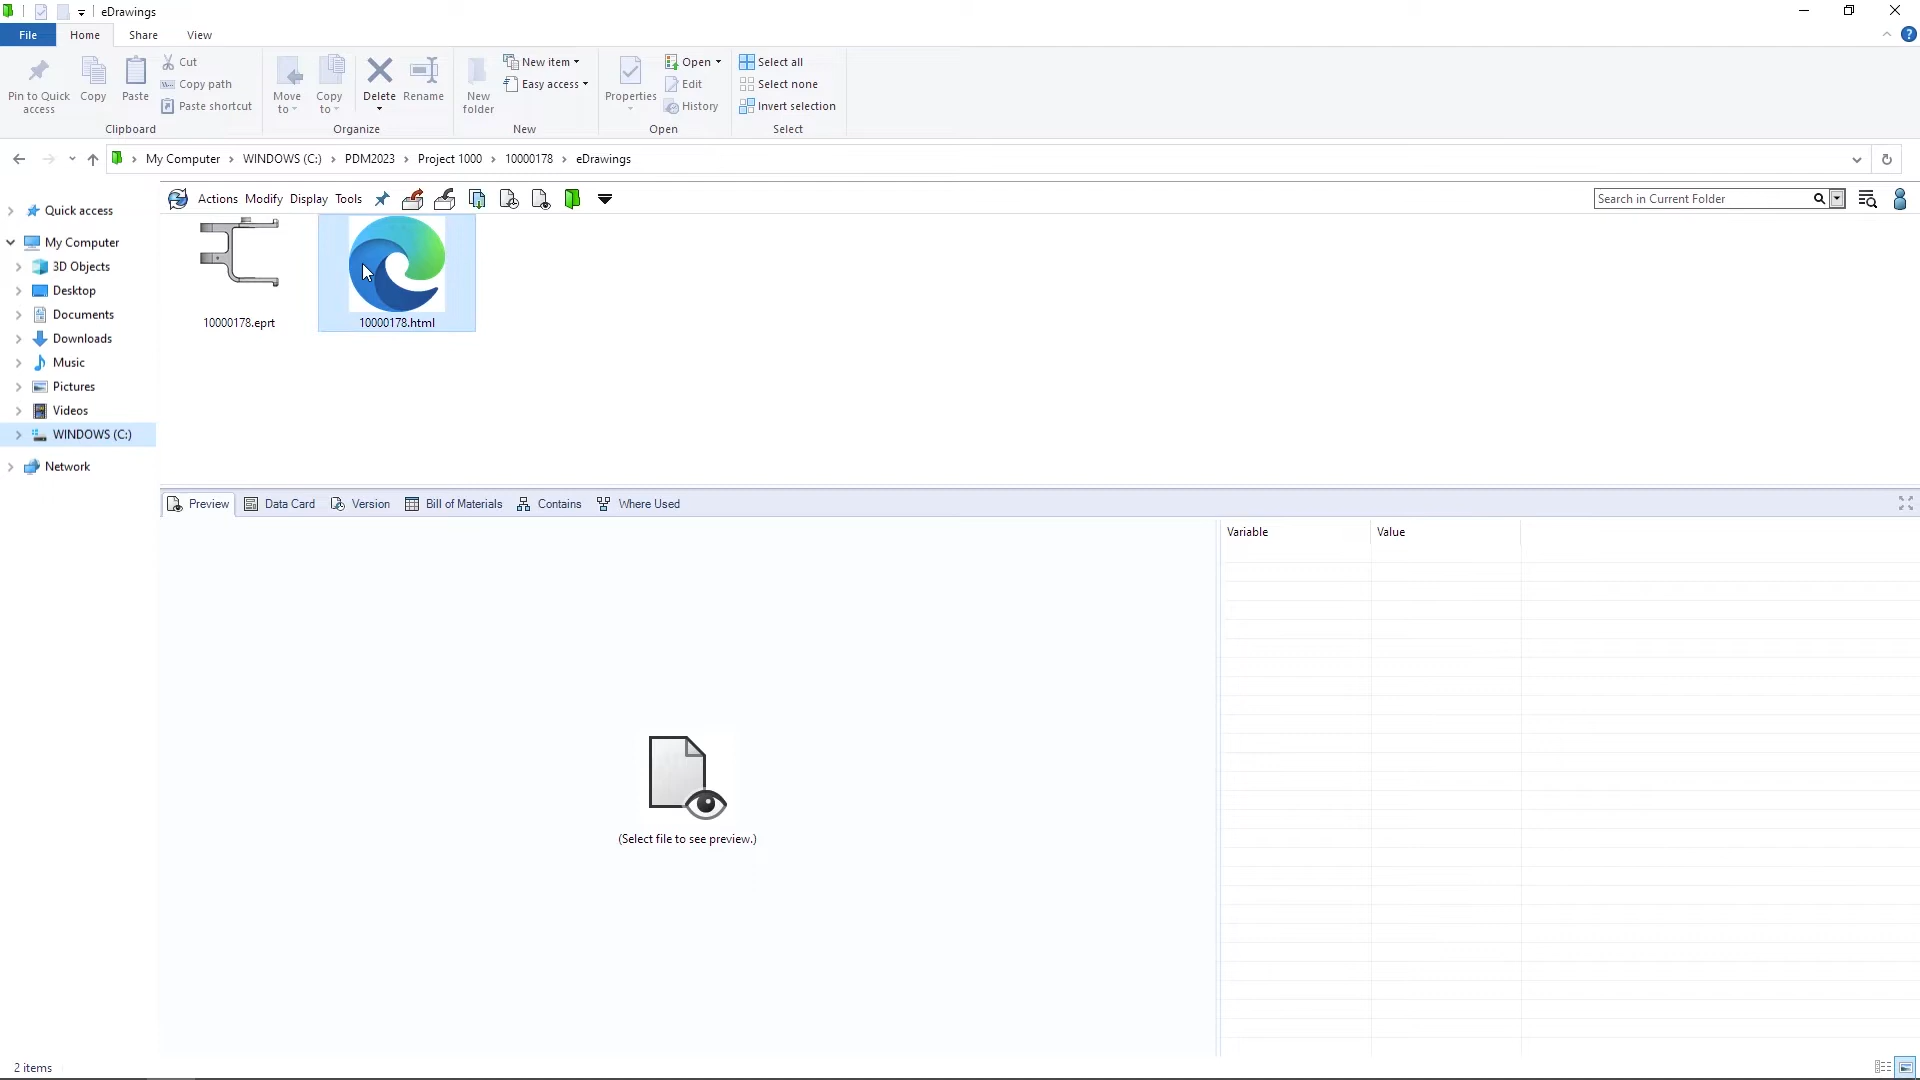 eDrawings
File Home Share View
Pin to Quick access
Copy
Paste
Cut
Copy path
Paste shortcut
Clipboard
Move to
Copy to
Delete
Rename
Organize
New folder
New item
Easy access
New
Properties
Open
Edit
History
Open
Select all
Select none
Invert selection
Select
My Computer > WINDOWS (C:) > PDM2023 > Project 1000 > 10000178 > eDrawings
Actions Modify Display Tools
Search in Current Folder
Quick access
My Computer
3D Objects
Desktop
Documents
Downloads
Music
Pictures
Videos
WINDOWS (C:)
Network
10000178.eprt
10000178.html
Preview Data Card Version Bill of Materials Contains Where Used
Variable Value
(Select file to see preview.)
2 items